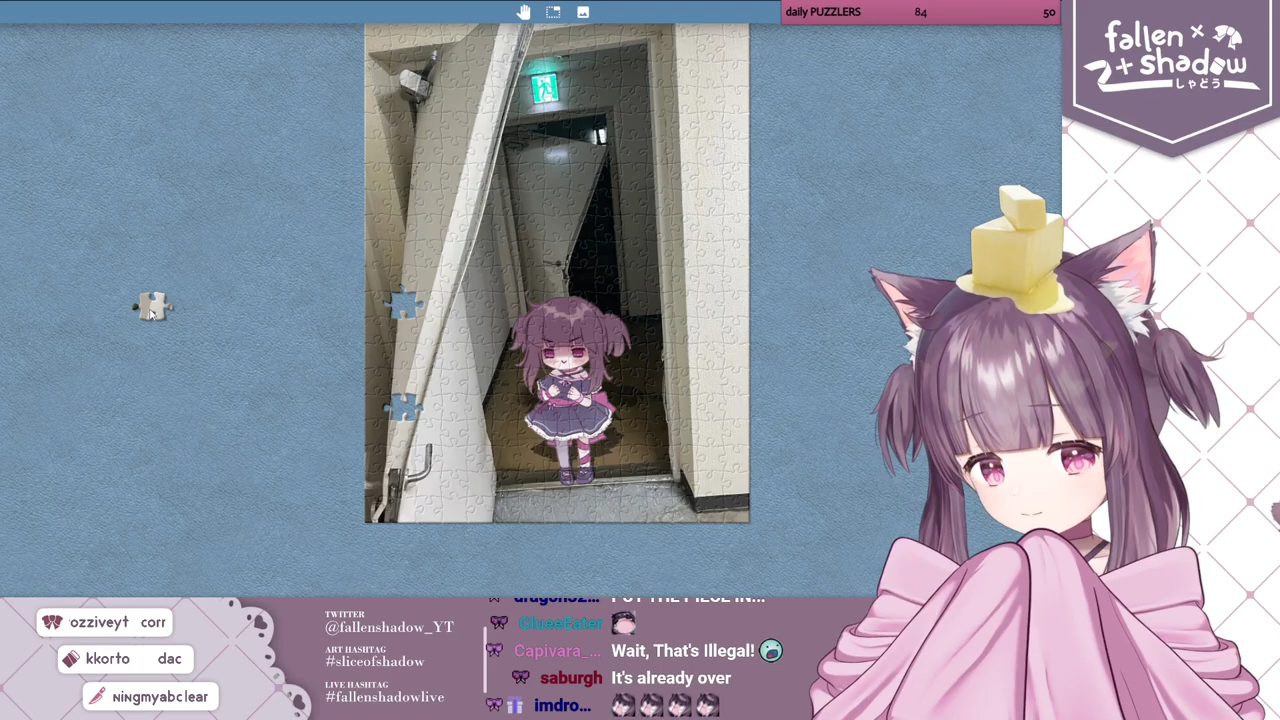 daily PUZZLERS 84 50
fallen ×
+ shadow
しゃどう
ozziveyt corr
kkorto dac
ningmyabclear
TWITTER
@fallenshadow_YT
ART HASHTAG
#sliceofshadow
LIVE HASHTAG
#fallenshadowlive
GlueeEater
Capivara_... Wait, That's Illegal!
saburgh It's already over
imdro...